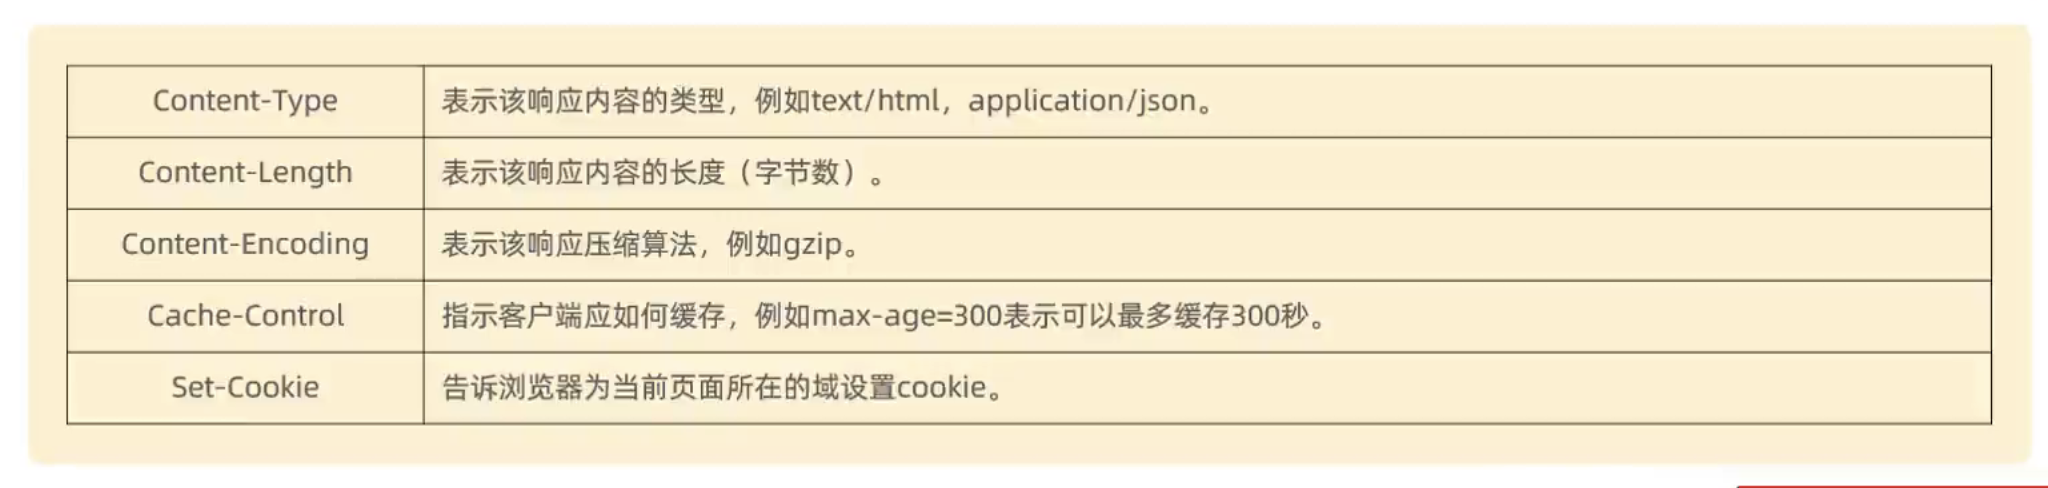 Content-Type 表示该响应内容的类型，例如text/html，application/json。
Content-Length 表示该响应内容的长度（字节数）。
Content-Encoding 表示该响应压缩算法，例如gzip。
Cache-Control 指示客户端应如何缓存，例如max-age=300表示可以最多缓存300秒。
Set-Cookie 告诉浏览器为当前页面所在的域设置cookie。